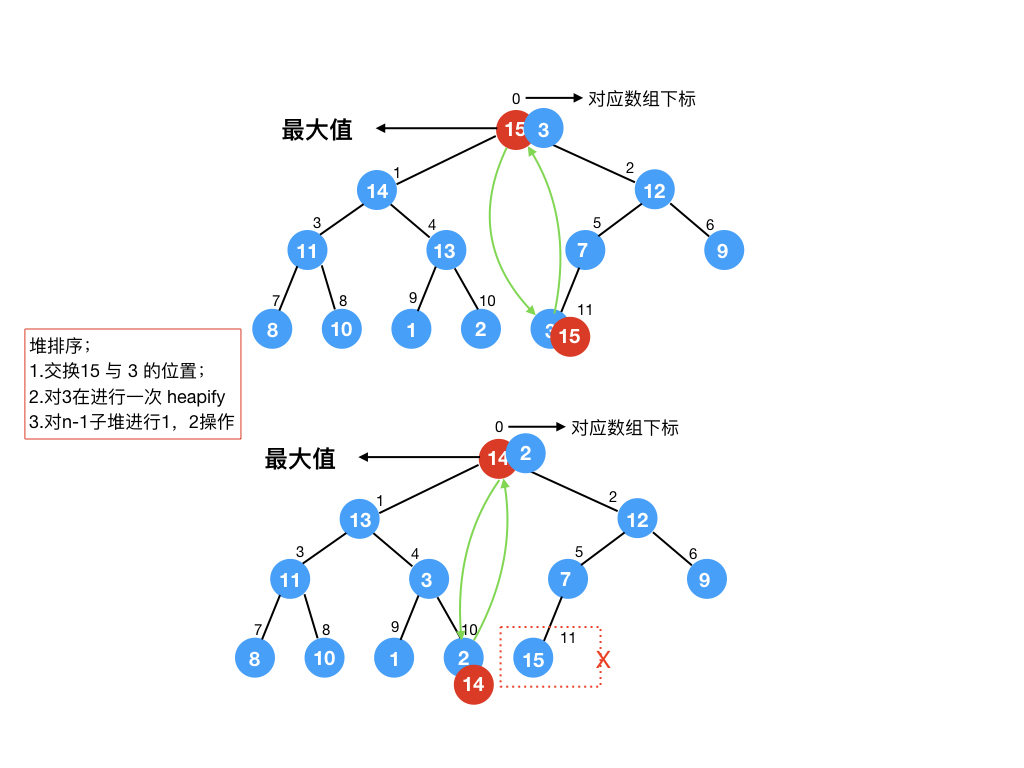 0 对应数组下标
最大值 15 3
1 2
14 12
3 4 5 6
11 13 7 9
7 8 9 10 11
8 10 1 2 3 15
堆排序；
1.交换15 与 3 的位置；
2.对3在进行一次 heapify
3.对n-1子堆进行1，2操作
0 对应数组下标
最大值 14 2
1 2
13 12
3 4 5 6
11 3 7 9
7 8 9 10 11
8 10 1 2 15 X
14